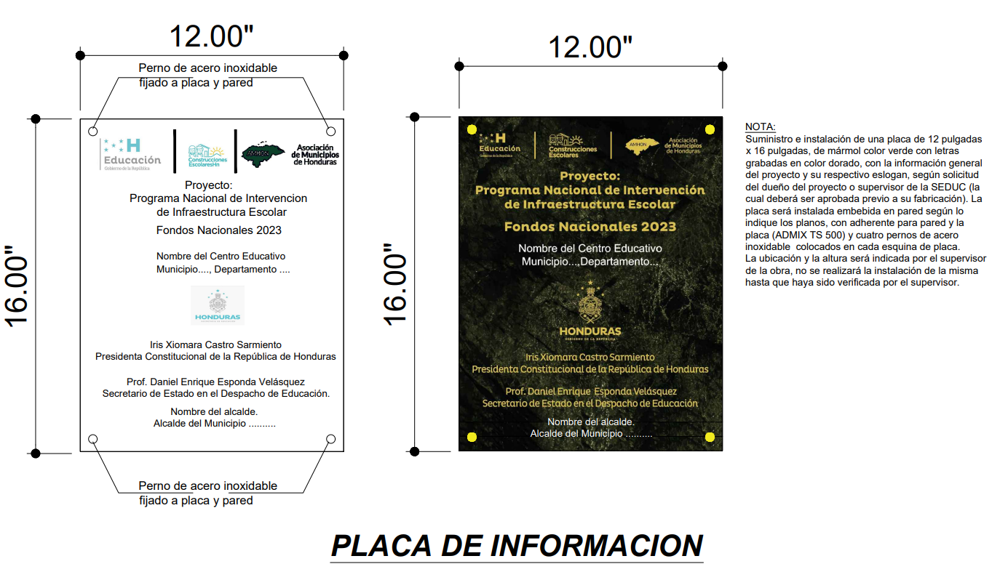 12.00"
Perno de acero inoxidable
fijado a placa y pared
16.00"
H
Educación
Gobierno de la República
Construcciones
EscolaresHn
AMHON
Asociación
de Municipios
de Honduras
Proyecto:
Programa Nacional de Intervencion
de Infraestructura Escolar
Fondos Nacionales 2023
Nombre del Centro Educativo
Municipio...., Departamento ....
HONDURAS
Iris Xiomara Castro Sarmiento
Presidenta Constitucional de la República de Honduras
Prof. Daniel Enrique Esponda Velásquez
Secretario de Estado en el Despacho de Educación.
Nombre del alcalde.
Alcalde del Municipio ..........
Perno de acero inoxidable
fijado a placa y pared
12.00"
16.00"
H
Educación
Gobierno de la República
Construcciones
Escolares
AMHON
Asociación
de Municipios
de Honduras
Proyecto:
Programa Nacional de Intervención
de Infraestructura Escolar
Fondos Nacionales 2023
Nombre del Centro Educativo
Municipio...,Departamento...
HONDURAS
GOBIERNO DE LA REPÚBLICA
Iris Xiomara Castro Sarmiento
Presidenta Constitucional de la República de Honduras
Prof. Daniel Enrique Esponda Velásquez
Secretario de Estado en el Despacho de Educación
Nombre del alcalde.
Alcalde del Municipio ..........
NOTA:
Suministro e instalación de una placa de 12 pulgadas
x 16 pulgadas, de mármol color verde con letras
grabadas en color dorado, con la información general
del proyecto y su respectivo eslogan, según solicitud
del dueño del proyecto o supervisor de la SEDUC (la
cual deberá ser aprobada previo a su fabricación). La
placa será instalada embebida en pared según lo
indique los planos, con adherente para pared y la
placa (ADMIX TS 500) y cuatro pernos de acero
inoxidable colocados en cada esquina de placa.
La ubicación y la altura será indicada por el supervisor
de la obra, no se realizará la instalación de la misma
hasta que haya sido verificada por el supervisor.
PLACA DE INFORMACION